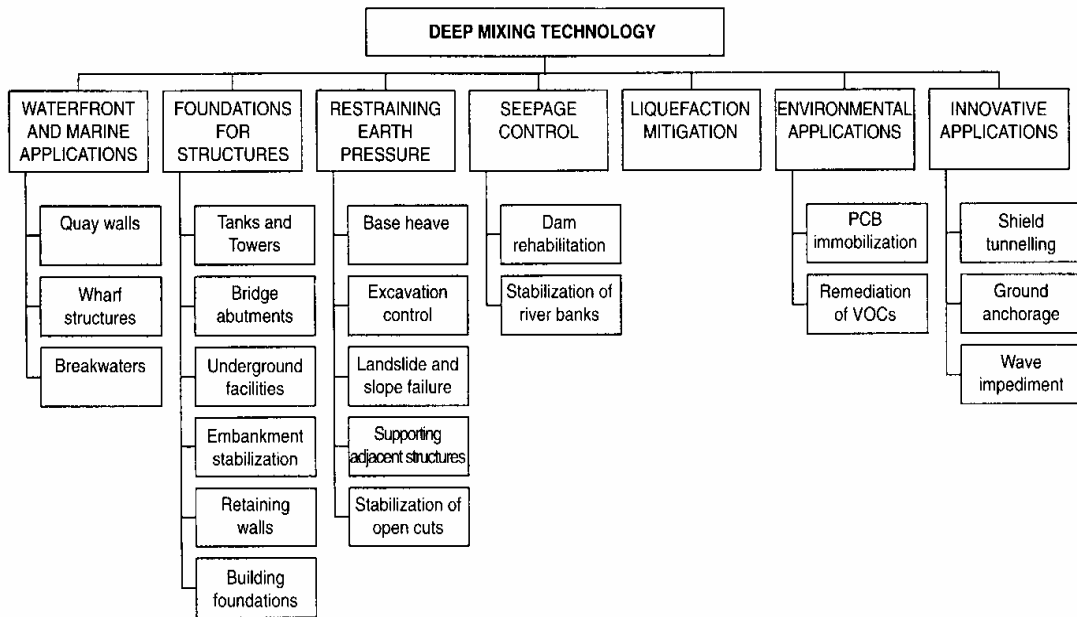 DEEP MIXING TECHNOLOGY
WATERFRONT
AND MARINE
APPLICATIONS
FOUNDATIONS
FOR
STRUCTURES
RESTRAINING
EARTH
PRESSURE
SEEPAGE
CONTROL
LIQUEFACTION
MITIGATION
ENVIRONMENTAL
APPLICATIONS
INNOVATIVE
APPLICATIONS
Quay walls
Wharf
structures
Breakwaters
Tanks and
Towers
Bridge
abutments
Underground
facilities
Embankment
stabilization
Retaining
walls
Building
foundations
Base heave
Excavation
control
Landslide and
slope failure
Supporting
adjacent structures
Stabilization of
open cuts
Dam
rehabilitation
Stabilization of
river banks
PCB
immobilization
Remediation
of VOCs
Shield
tunnelling
Ground
anchorage
Wave
impediment